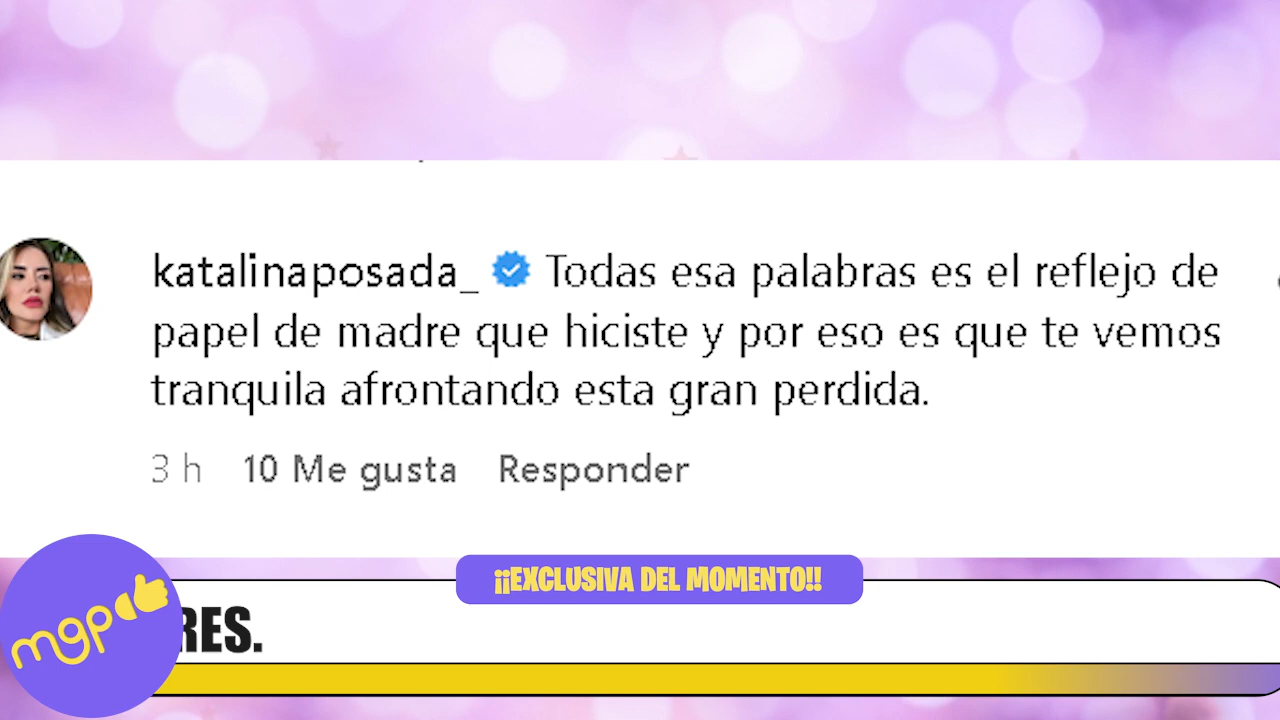 katalinaposada_ Todas esa palabras es el reflejo de
papel de madre que hiciste y por eso es que te vemos
tranquila afrontando esta gran perdida.
3 h 10 Me gusta Responder
¡¡EXCLUSIVA DEL MOMENTO!!
RES.
mgp